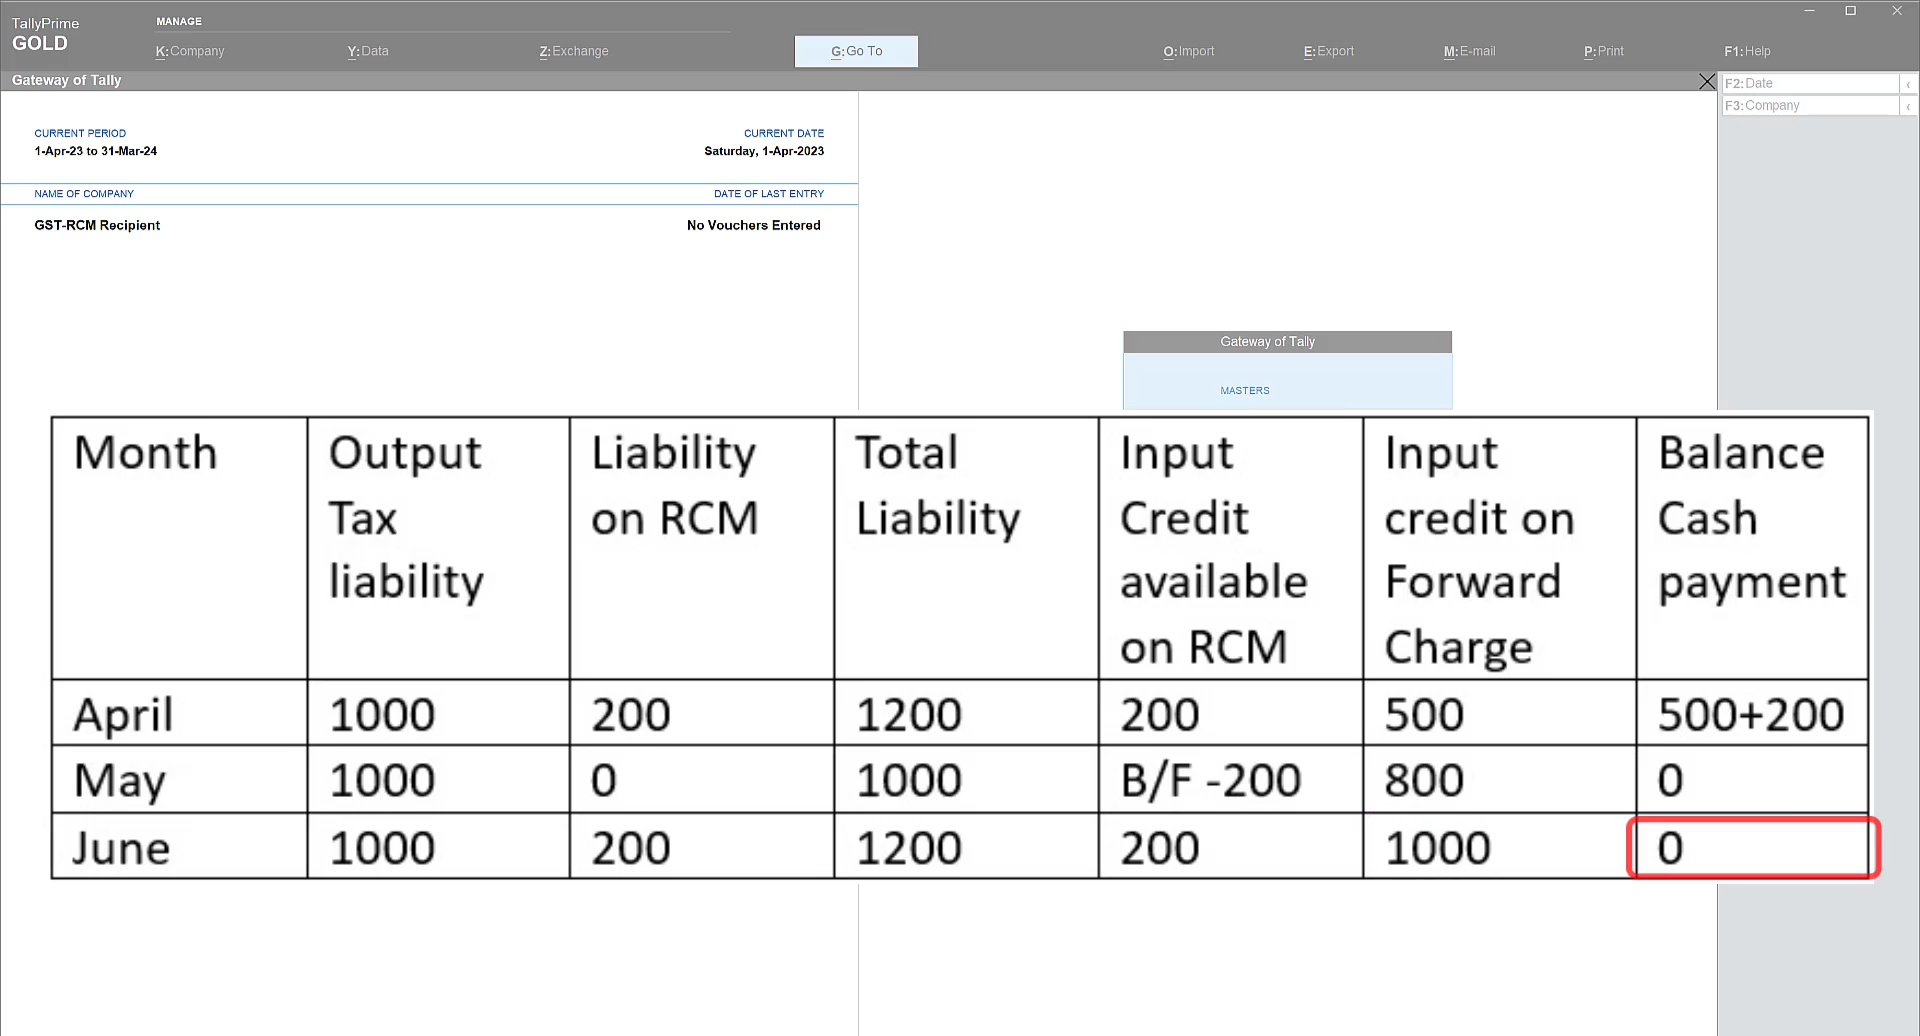 TallyPrime
GOLD
MANAGE
K:Company
Y:Data
Z:Exchange
G:Go To
O:Import
E:Export
M:E-mail
P:Print
F1:Help
Gateway of Tally
F2:Date
F3:Company
CURRENT PERIOD
CURRENT DATE
1-Apr-23 to 31-Mar-24
Saturday, 1-Apr-2023
NAME OF COMPANY
DATE OF LAST ENTRY
GST-RCM Recipient
No Vouchers Entered
Gateway of Tally
MASTERS
Month
Output
Tax
liability
Liability
on RCM
Total
Liability
Input
Credit
available
on RCM
Input
credit on
Forward
Charge
Balance
Cash
payment
April 1000 200 1200 200 500 500+200
May 1000 0 1000 B/F -200 800 0
June 1000 200 1200 200 1000 0